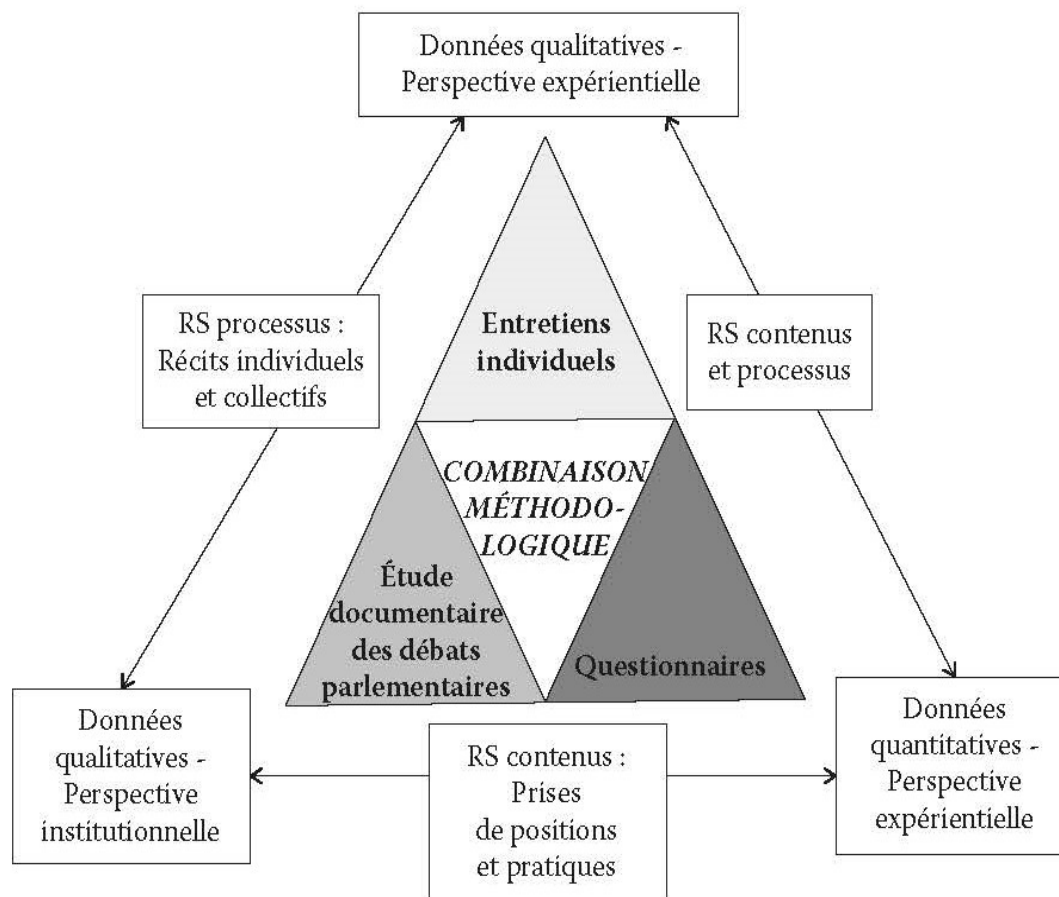 Données qualitatives -
Perspective expérientielle
RS processus :
Récits individuels
et collectifs
Entretiens
individuels
RS contenus
et processus
COMBINAISON
MÉTHODO-
LOGIQUE
Étude
documentaire
des débats
parlementaires
Questionnaires
Données
qualitatives -
Perspective
institutionnelle
RS contenus :
Prises
de positions
et pratiques
Données
quantitatives -
Perspective
expérientielle